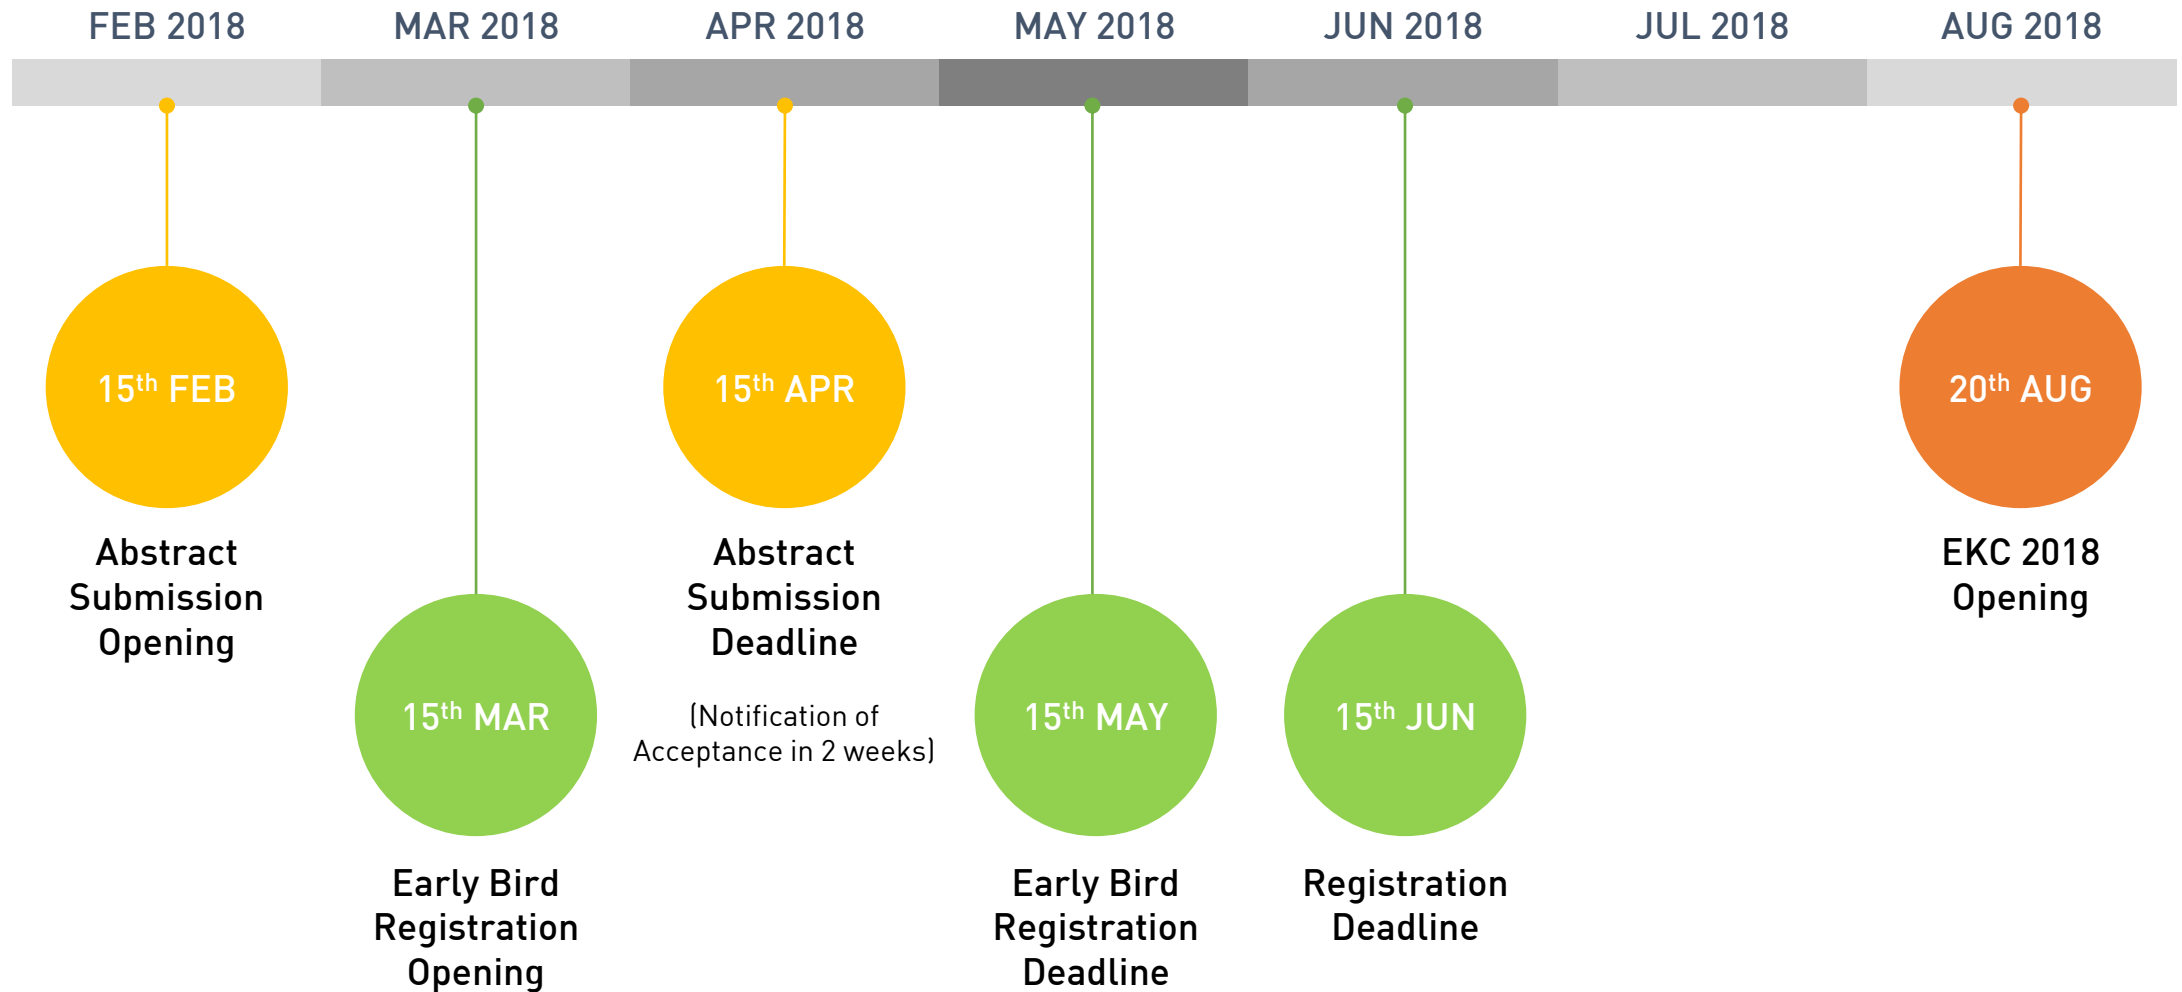 FEB 2018
MAR 2018
APR 2018
MAY 2018
JUN 2018
JUL 2018
AUG 2018
15th FEB
Abstract
Submission
Opening
15th MAR
Early Bird
Registration
Opening
15th APR
Abstract
Submission
Deadline
(Notification of
Acceptance in 2 weeks)
15th MAY
Early Bird
Registration
Deadline
15th JUN
Registration
Deadline
20th AUG
EKC 2018
Opening